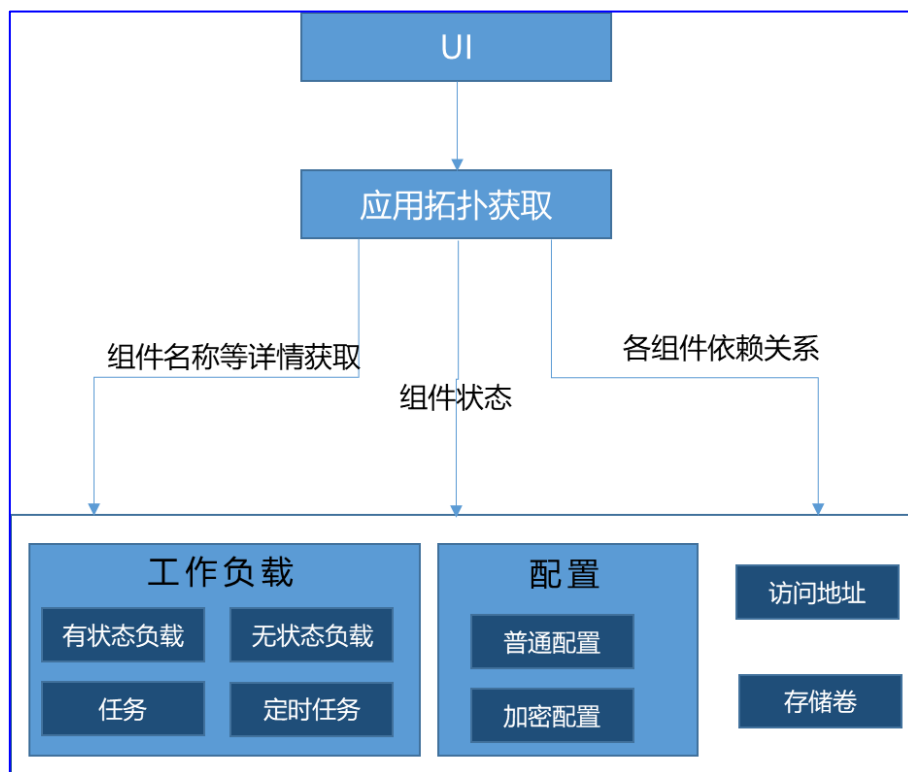 UI
应用拓扑获取
组件名称等详情获取
各组件依赖关系
组件状态
工作负载
有状态负载
无状态负载
任务
定时任务
配置
普通配置
加密配置
访问地址
存储卷